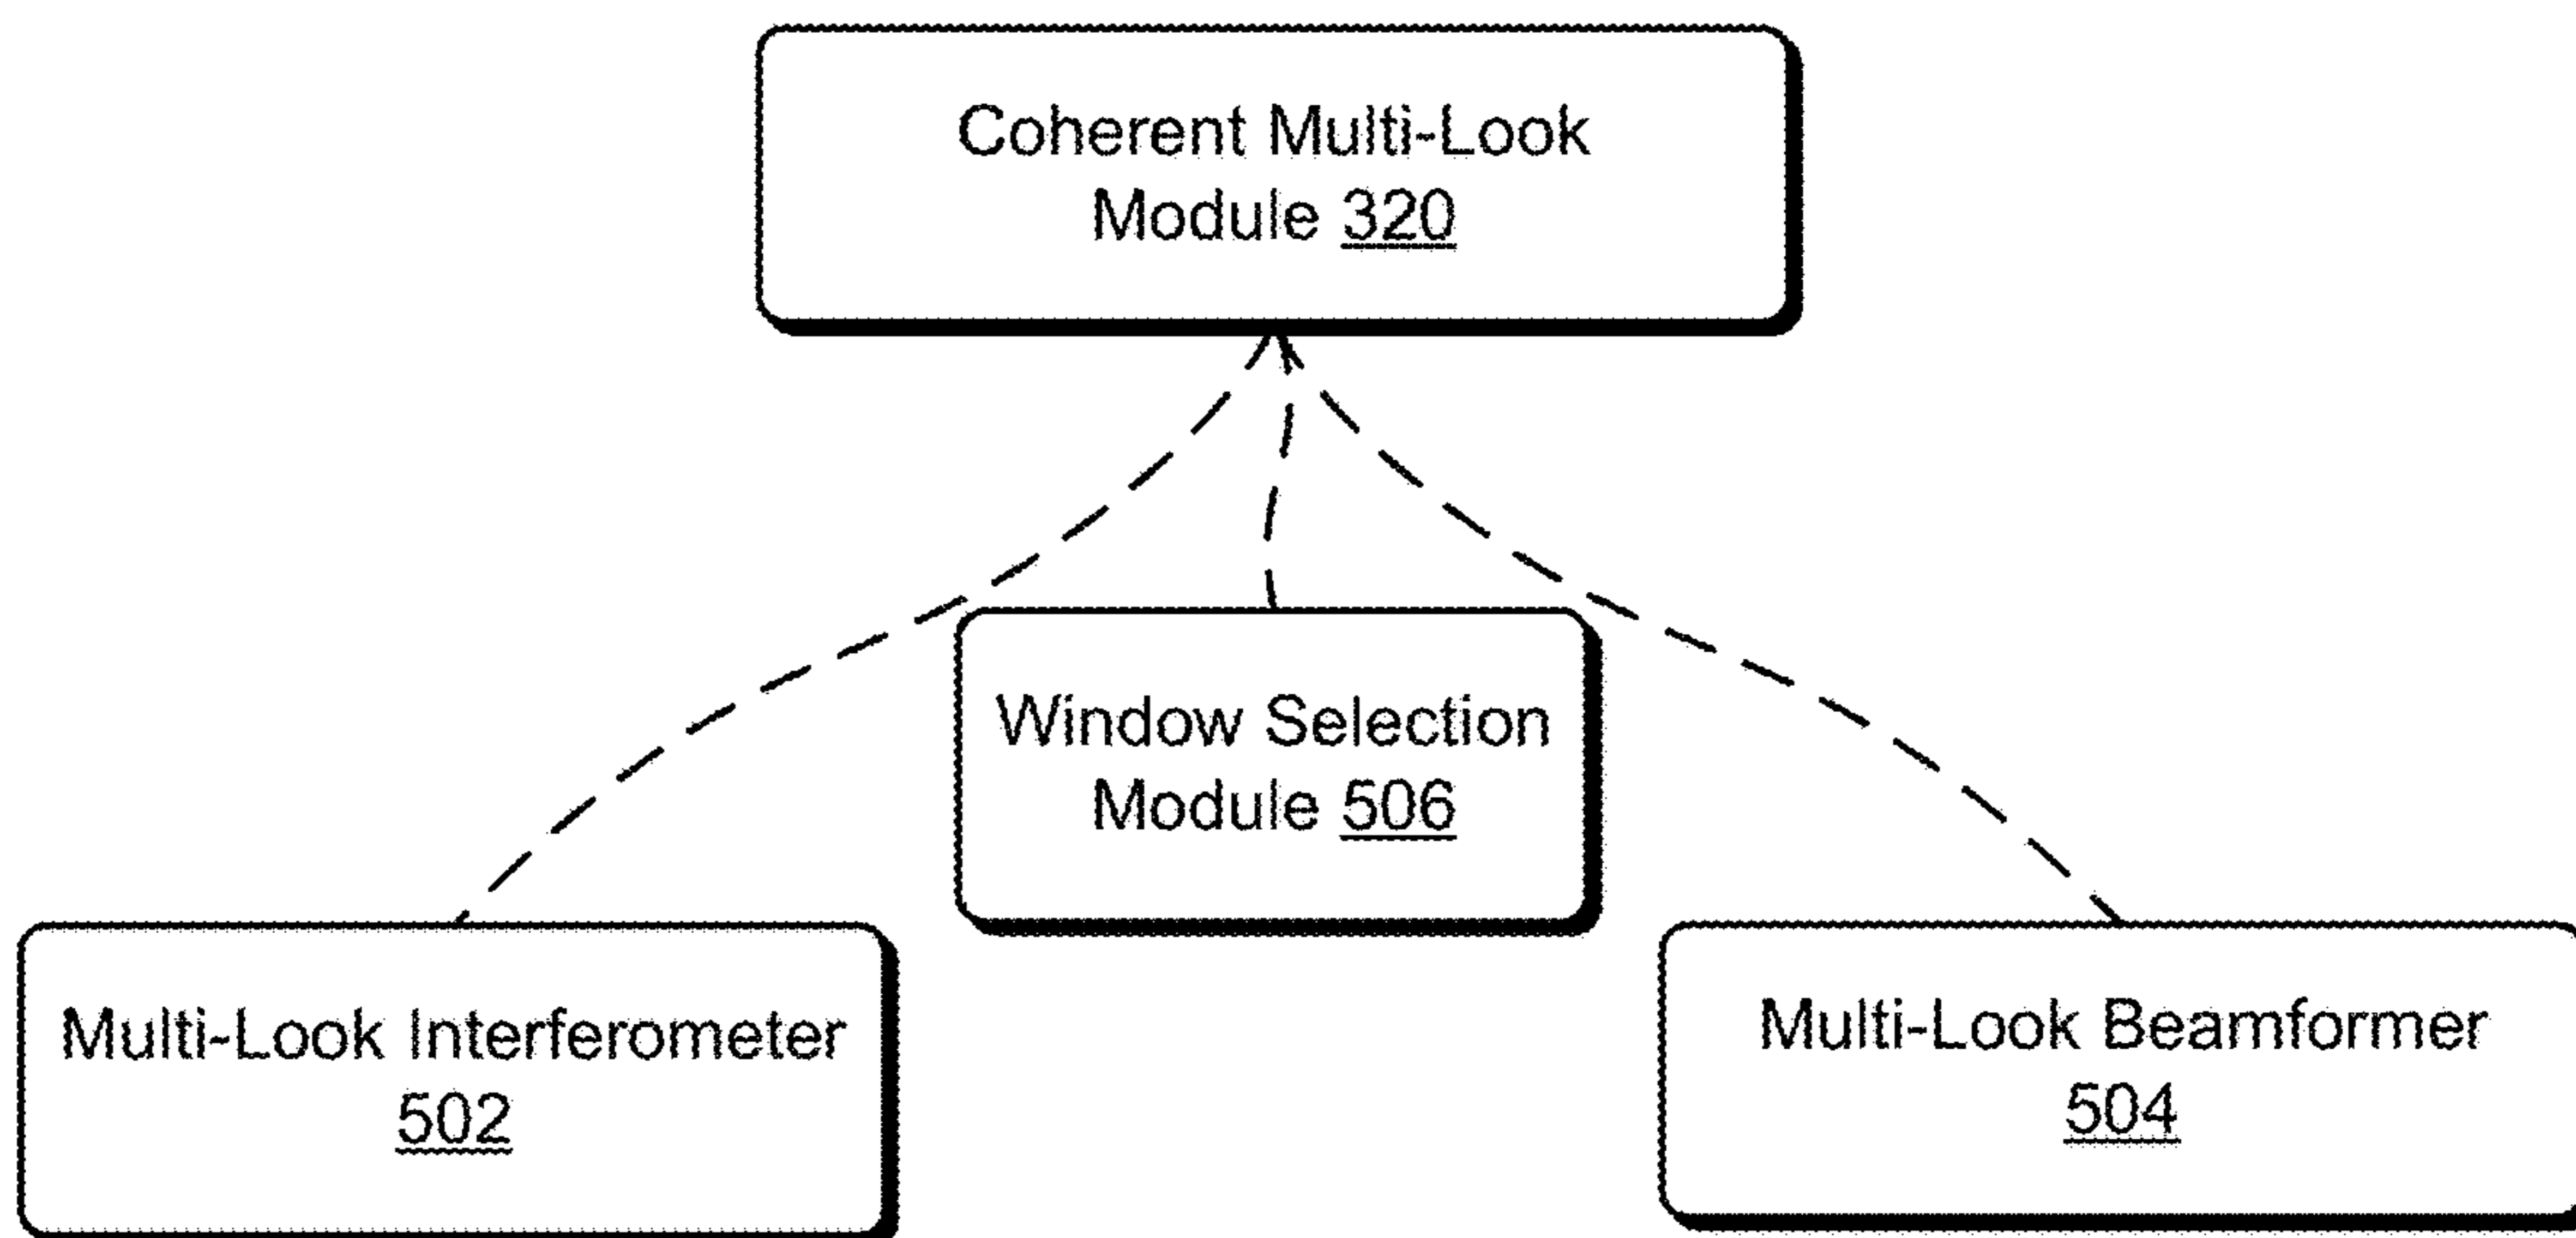 Coherent Multi-Look
Module 320
Window Selection
Module 506
Multi-Look Interferometer
502
Multi-Look Beamformer
504